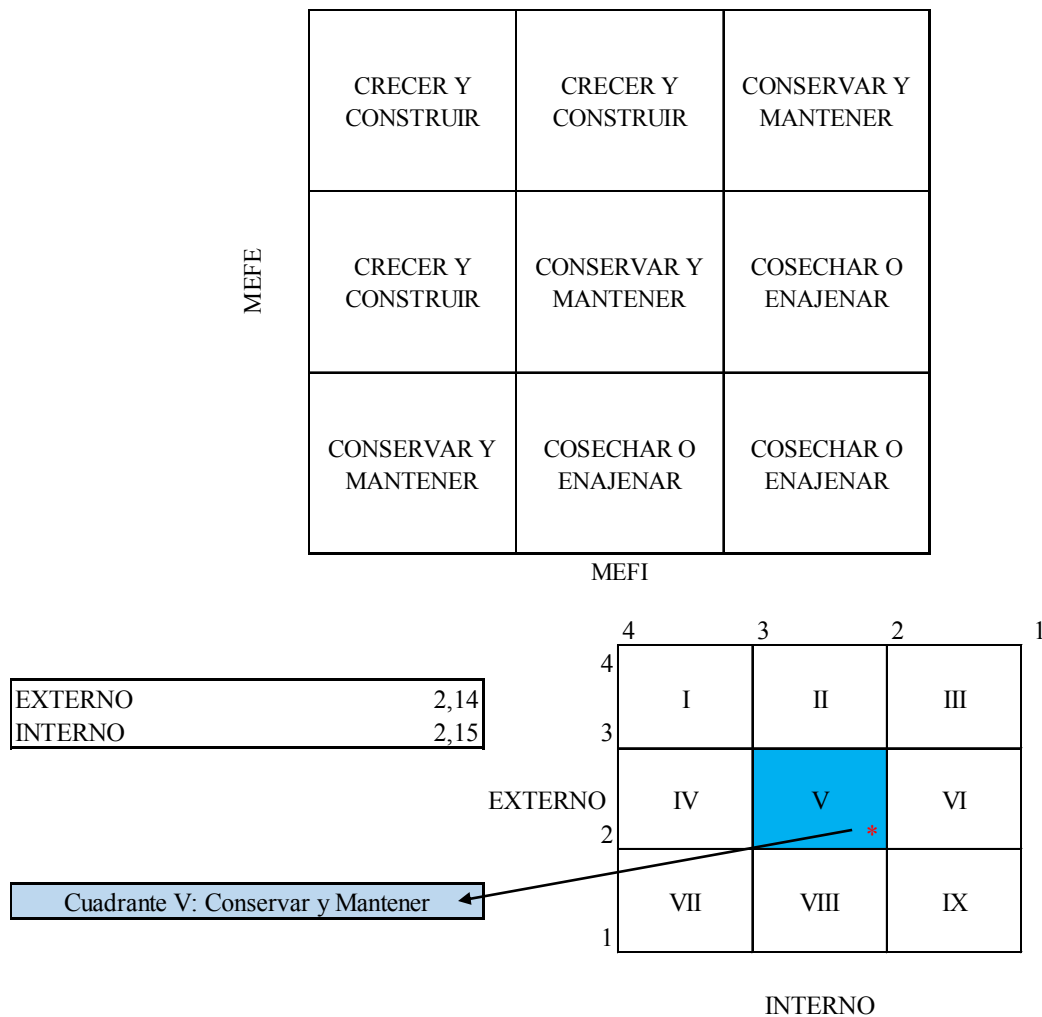 CRECER Y
CONSTRUIR
CRECER Y
CONSTRUIR
CONSERVAR Y
MANTENER
MEFE
CRECER Y
CONSTRUIR
CONSERVAR Y
MANTENER
COSECHAR O
ENAJENAR
CONSERVAR Y
MANTENER
COSECHAR O
ENAJENAR
COSECHAR O
ENAJENAR
MEFI
EXTERNO 2,14
INTERNO 2,15
Cuadrante V: Conservar y Mantener
4 3 2 1
4
I II III
3
EXTERNO IV V VI
2 *
VII VIII IX
1
INTERNO